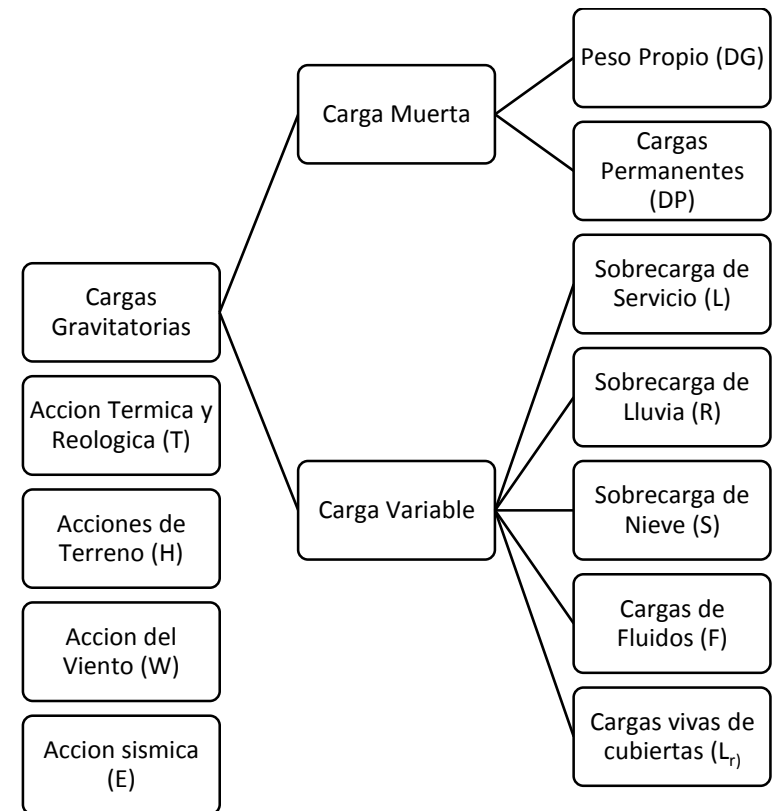 Cargas
Gravitatorias
Accion Termica y
Reologica (T)
Acciones de
Terreno (H)
Accion del
Viento (W)
Accion sismica
(E)
Carga Muerta
Carga Variable
Peso Propio (DG)
Cargas
Permanentes
(DP)
Sobrecarga de
Servicio (L)
Sobrecarga de
Lluvia (R)
Sobrecarga de
Nieve (S)
Cargas de
Fluidos (F)
Cargas vivas de
cubiertas (Lr)